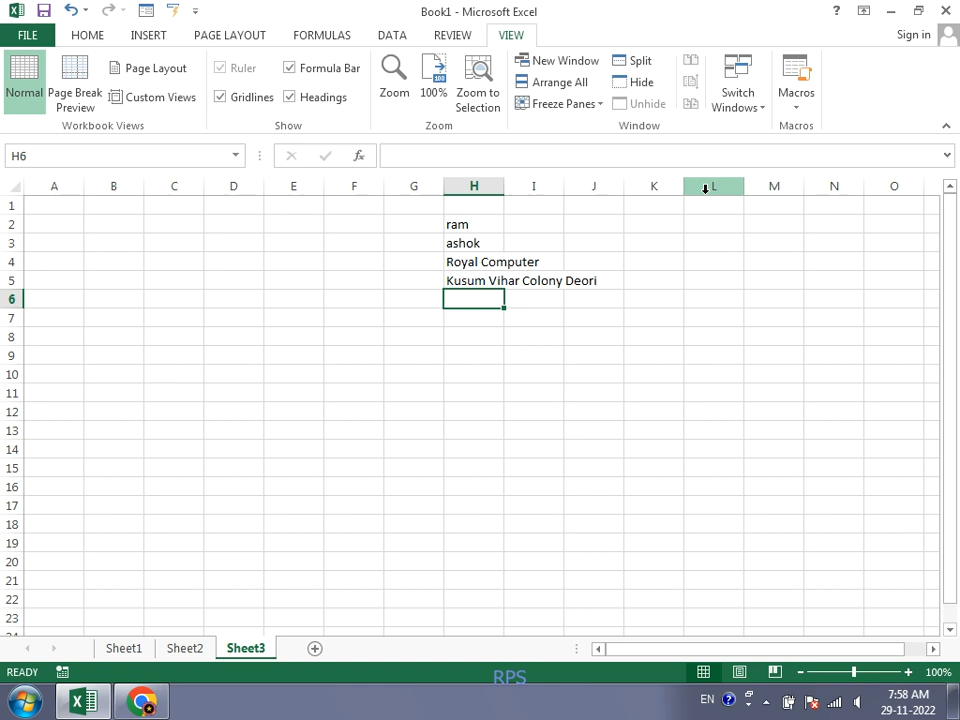 Book1 - Microsoft Excel
FILE HOME INSERT PAGE LAYOUT FORMULAS DATA REVIEW VIEW Sign in
Normal Page Break Preview Page Layout Custom Views
Workbook Views
Ruler Formula Bar
Gridlines Headings
Show
Zoom 100% Zoom to Selection
Zoom
New Window Arrange All Freeze Panes
Split Hide Unhide
Switch Windows
Window
Macros
Macros
H6 fx
A B C D E F G H I J K L M N O
1
2 ram
3 ashok
4 Royal Computer
5 Kusum Vihar Colony Deori
6
7
8
9
10
11
12
13
14
15
16
17
18
19
20
21
22
23
Sheet1 Sheet2 Sheet3
READY 100%
RPS
EN 7:58 AM
29-11-2022